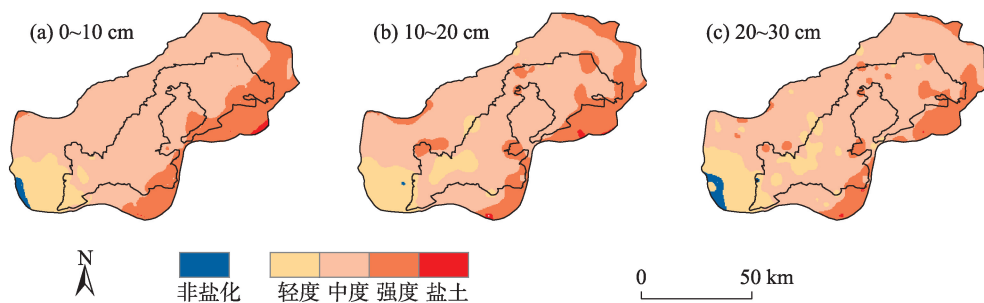 (a) 0~10 cm
(b) 10~20 cm
(c) 20~30 cm
N
非盐化 轻度 中度 强度 盐土
0 50 km